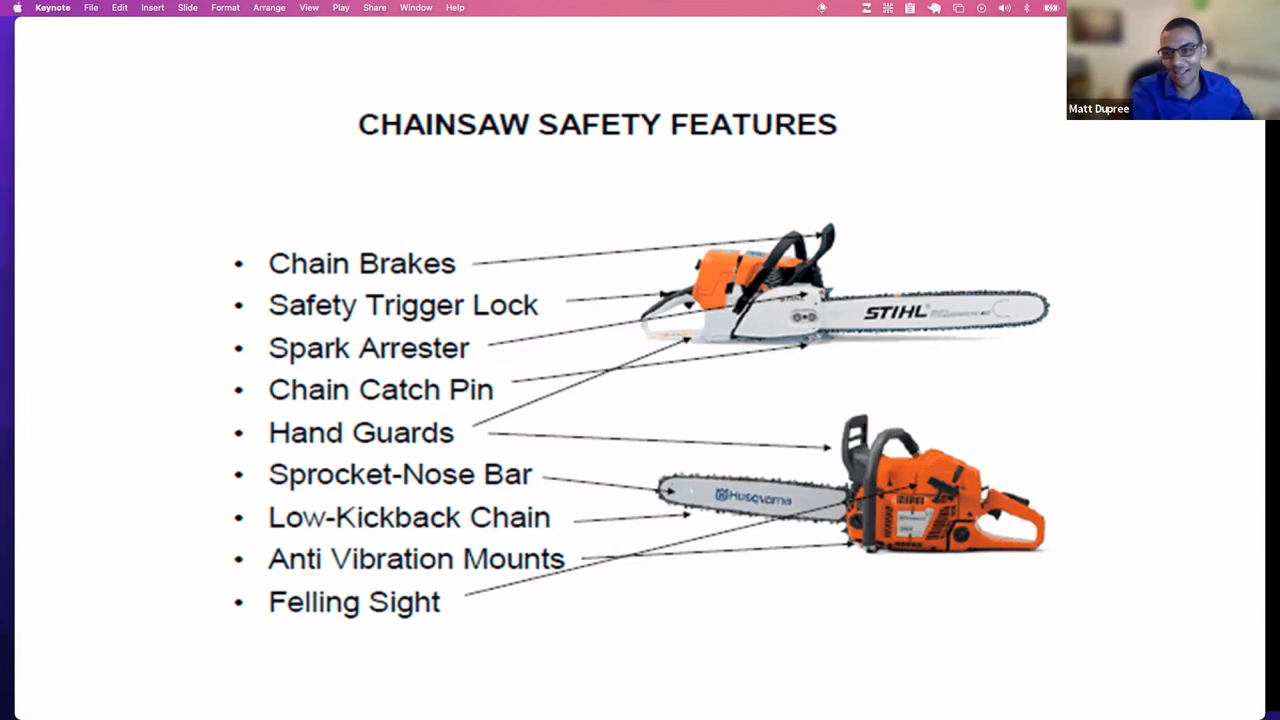 Keynote File Edit Insert Slide Format Arrange View Play Share Window Help
Matt Dupree
CHAINSAW SAFETY FEATURES
• Chain Brakes
• Safety Trigger Lock
• Spark Arrester
• Chain Catch Pin
• Hand Guards
• Sprocket-Nose Bar
• Low-Kickback Chain
• Anti Vibration Mounts
• Felling Sight
STIHL
Husqvarna